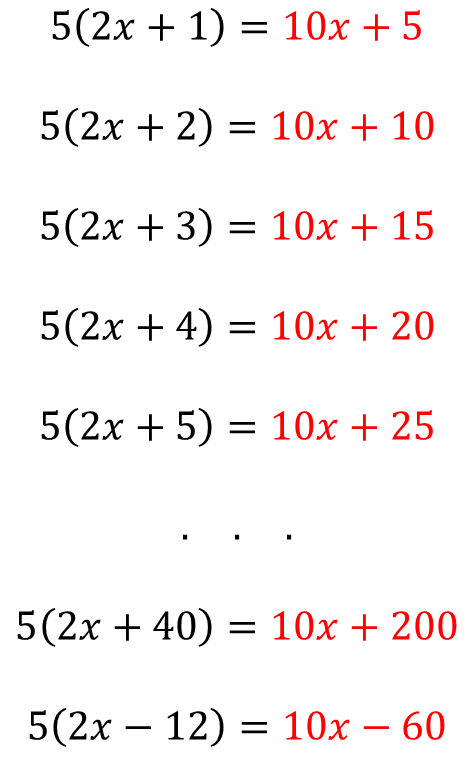 5(2x + 1) = 10x + 5
5(2x + 2) = 10x + 10
5(2x + 3) = 10x + 15
5(2x + 4) = 10x + 20
5(2x + 5) = 10x + 25
. . .
5(2x + 40) = 10x + 200
5(2x − 12) = 10x − 60